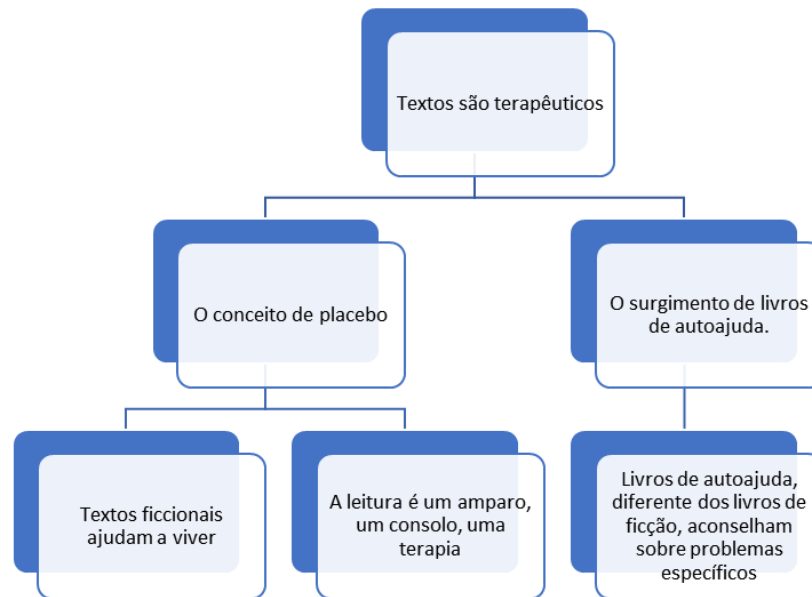 Textos são terapêuticos
O conceito de placebo
O surgimento de livros
de autoajuda.
Textos ficcionais
ajudam a viver
A leitura é um amparo,
um consolo, uma
terapia
Livros de autoajuda,
diferente dos livros de
ficção, aconselham
sobre problemas
específicos